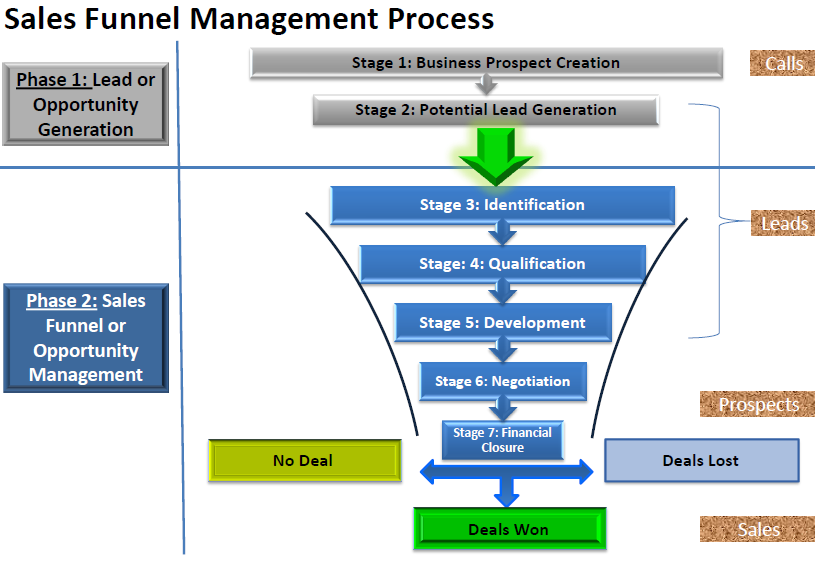 Sales Funnel Management Process
Stage 1: Business Prospect Creation
Calls
Phase 1: Lead or
Opportunity
Generation
Stage 2: Potential Lead Generation
Stage 3: Identification
Leads
Stage: 4: Qualification
Phase 2: Sales
Funnel or
Opportunity
Management
Stage 5: Development
Stage 6: Negotiation
Prospects
Stage 7: Financial
Closure
No Deal
Deals Lost
Deals Won
Sales